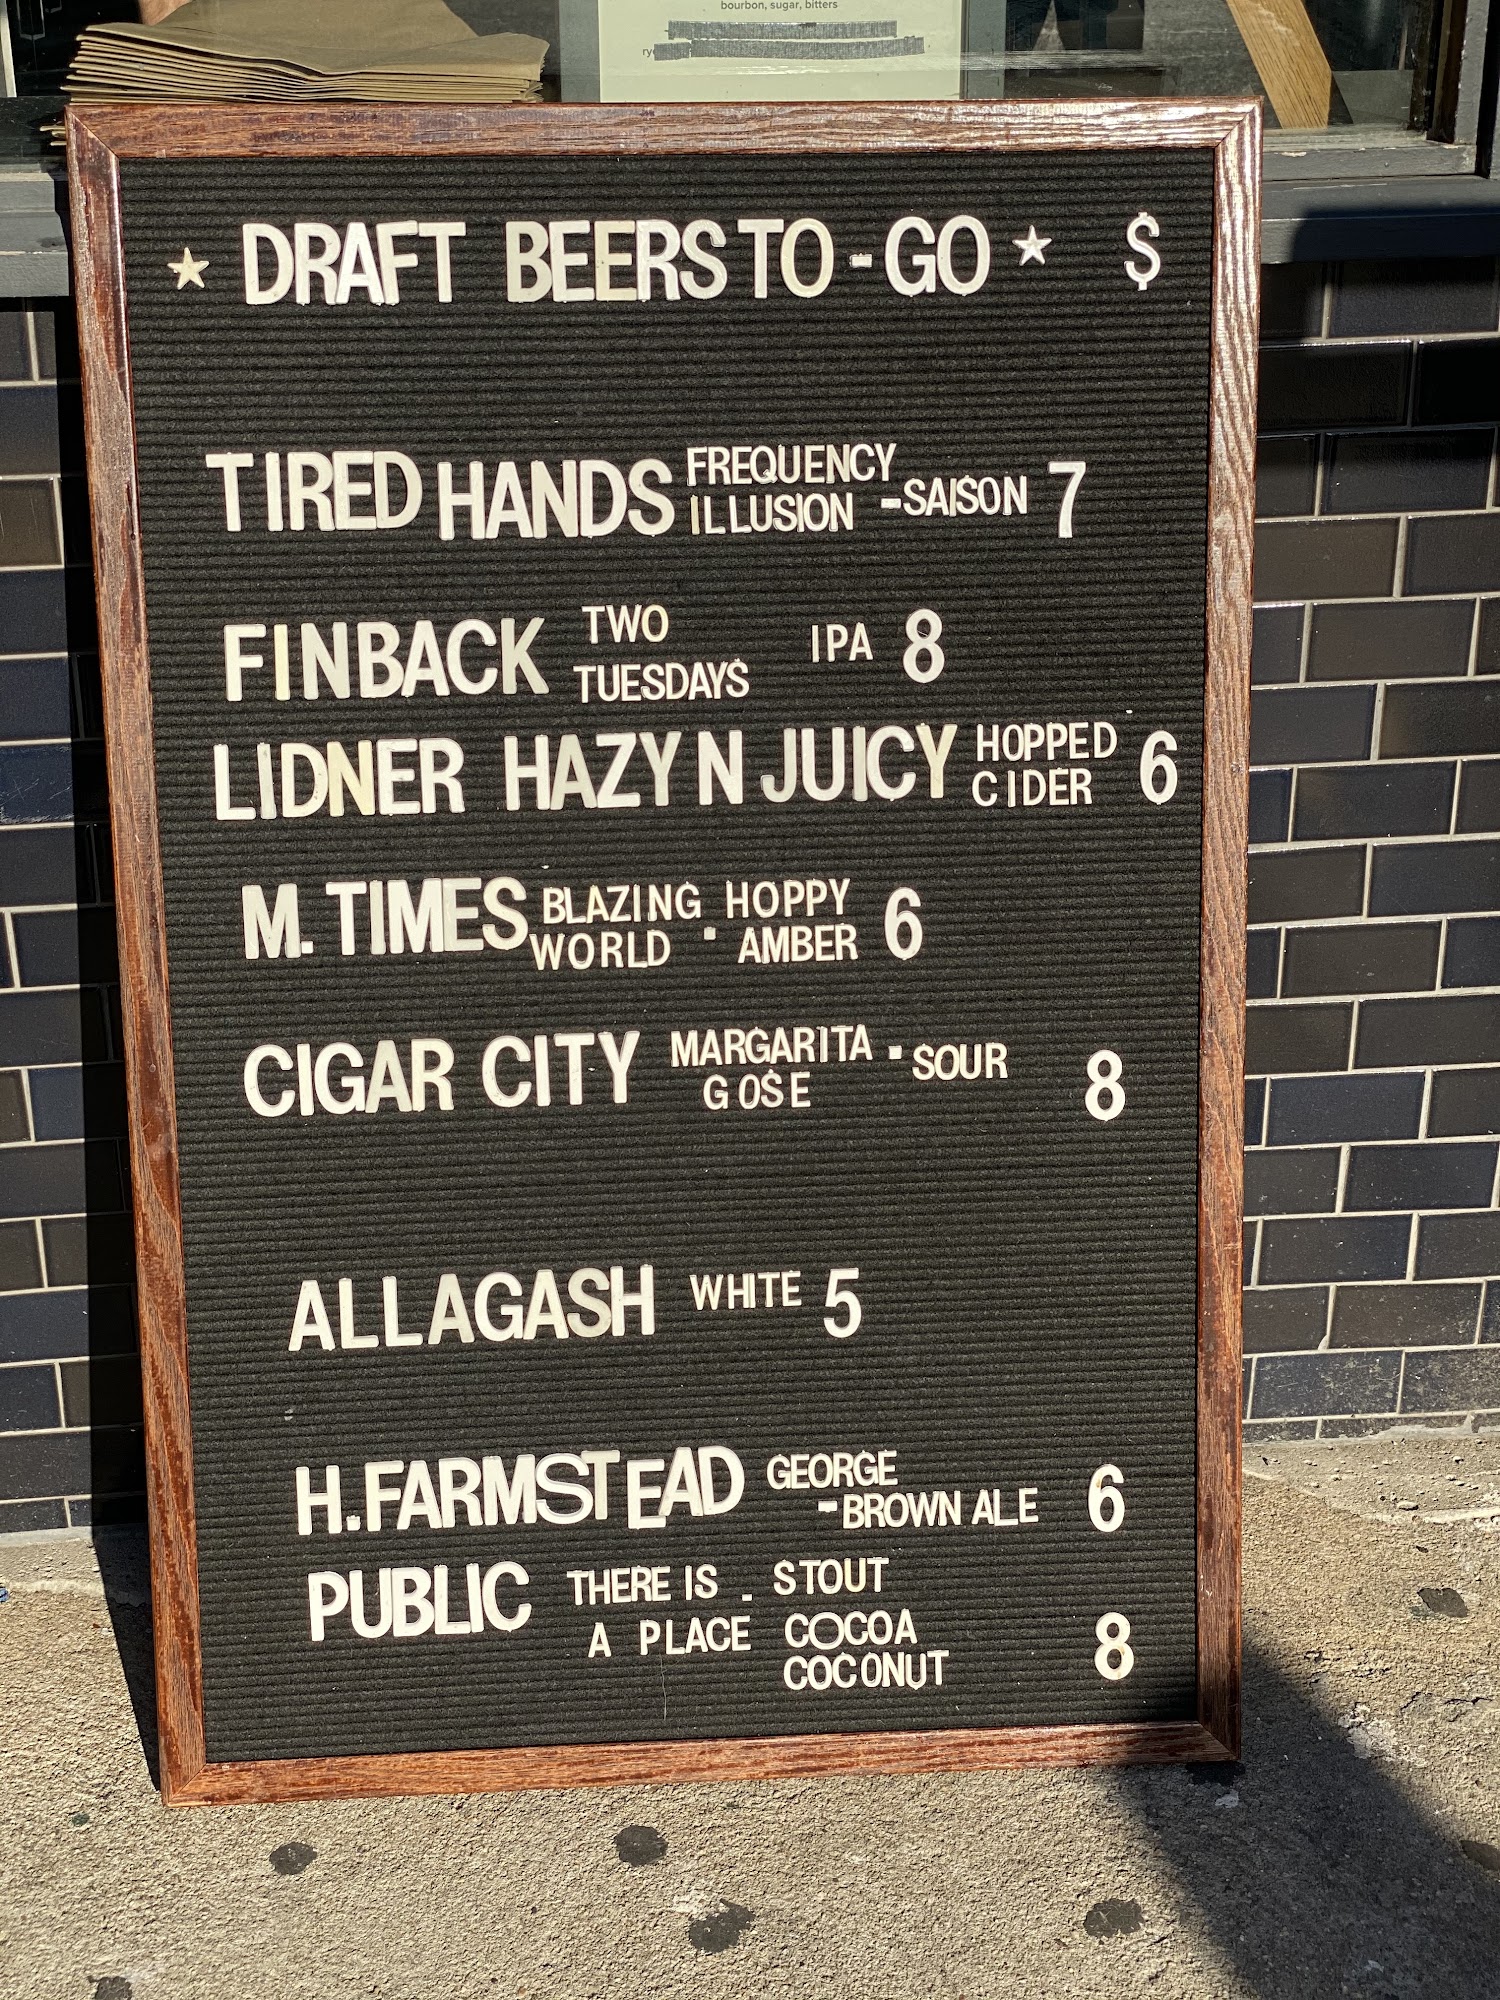 bourbon, sugar, bitters
★ DRAFT BEERS TO-GO ★ $
TIRED HANDS FREQUENCY
ILLUSION -SAISON 7
FINBACK TWO
TUESDAYS IPA 8
LIDNER HAZY N JUICY HOPPED
CIDER 6
M. TIMES BLAZING · HOPPY
WORLD AMBER 6
CIGAR CITY MARGARITA · SOUR
GOSE 8
ALLAGASH WHITE 5
H. FARMSTEAD GEORGE
-BROWN ALE 6
PUBLIC THERE IS . STOUT
A PLACE COCOA
COCONUT 8